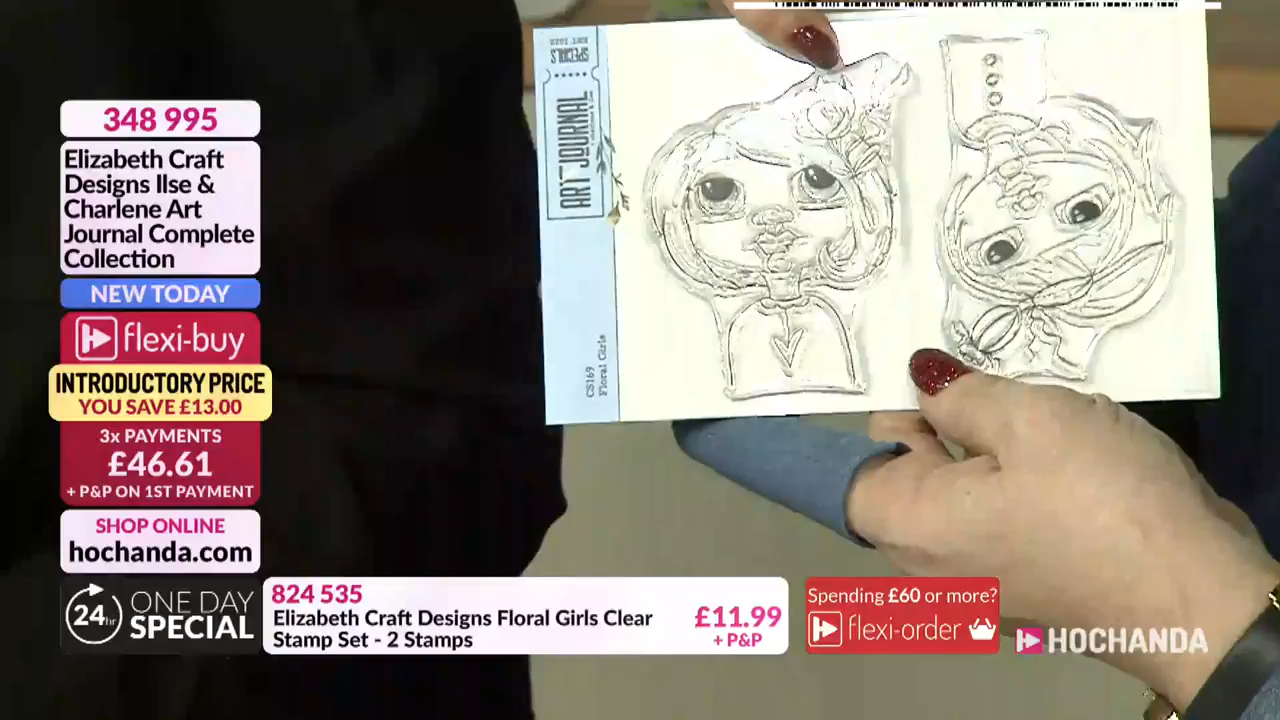 348 995
Elizabeth Craft
Designs Ilse &
Charlene Art
Journal Complete
Collection
NEW TODAY
flexi-buy
INTRODUCTORY PRICE
YOU SAVE £13.00
3x PAYMENTS
£46.61
+ P&P ON 1ST PAYMENT
SHOP ONLINE
hochanda.com
24hr
ONE DAY
SPECIAL
824 535
Elizabeth Craft Designs Floral Girls Clear
Stamp Set - 2 Stamps
£11.99
+ P&P
Spending £60 or more?
flexi-order
HOCHANDA
ART JOURNAL
SPECIALS
CS169
Floral Girls